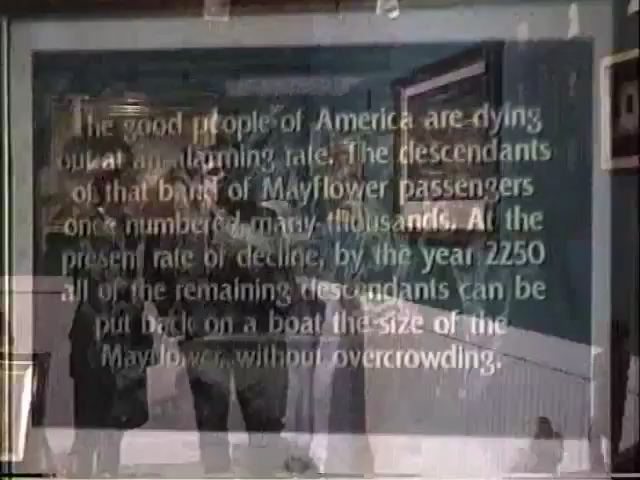 The good people of America are dying
out at an alarming rate. The descendants
of that band of Mayflower passengers
once numbered many thousands. At the
present rate of decline, by the year 2250
all of the remaining descendants can be
put back on a boat the size of the
Mayflower without overcrowding.